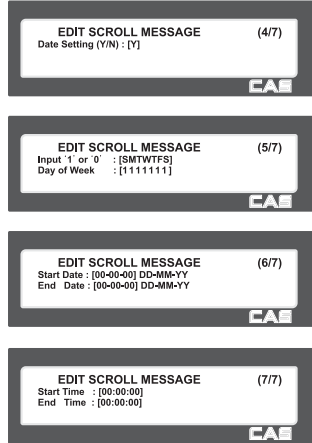 EDIT SCROLL MESSAGE (4/7)
Date Setting (Y/N) : [Y]
CAS
EDIT SCROLL MESSAGE (5/7)
Input `1` or `0` : [SMTWTFS]
Day of Week : [1111111]
CAS
EDIT SCROLL MESSAGE (6/7)
Start Date : [00-00-00] DD-MM-YY
End Date : [00-00-00] DD-MM-YY
CAS
EDIT SCROLL MESSAGE (7/7)
Start Time : [00:00:00]
End Time : [00:00:00]
CAS